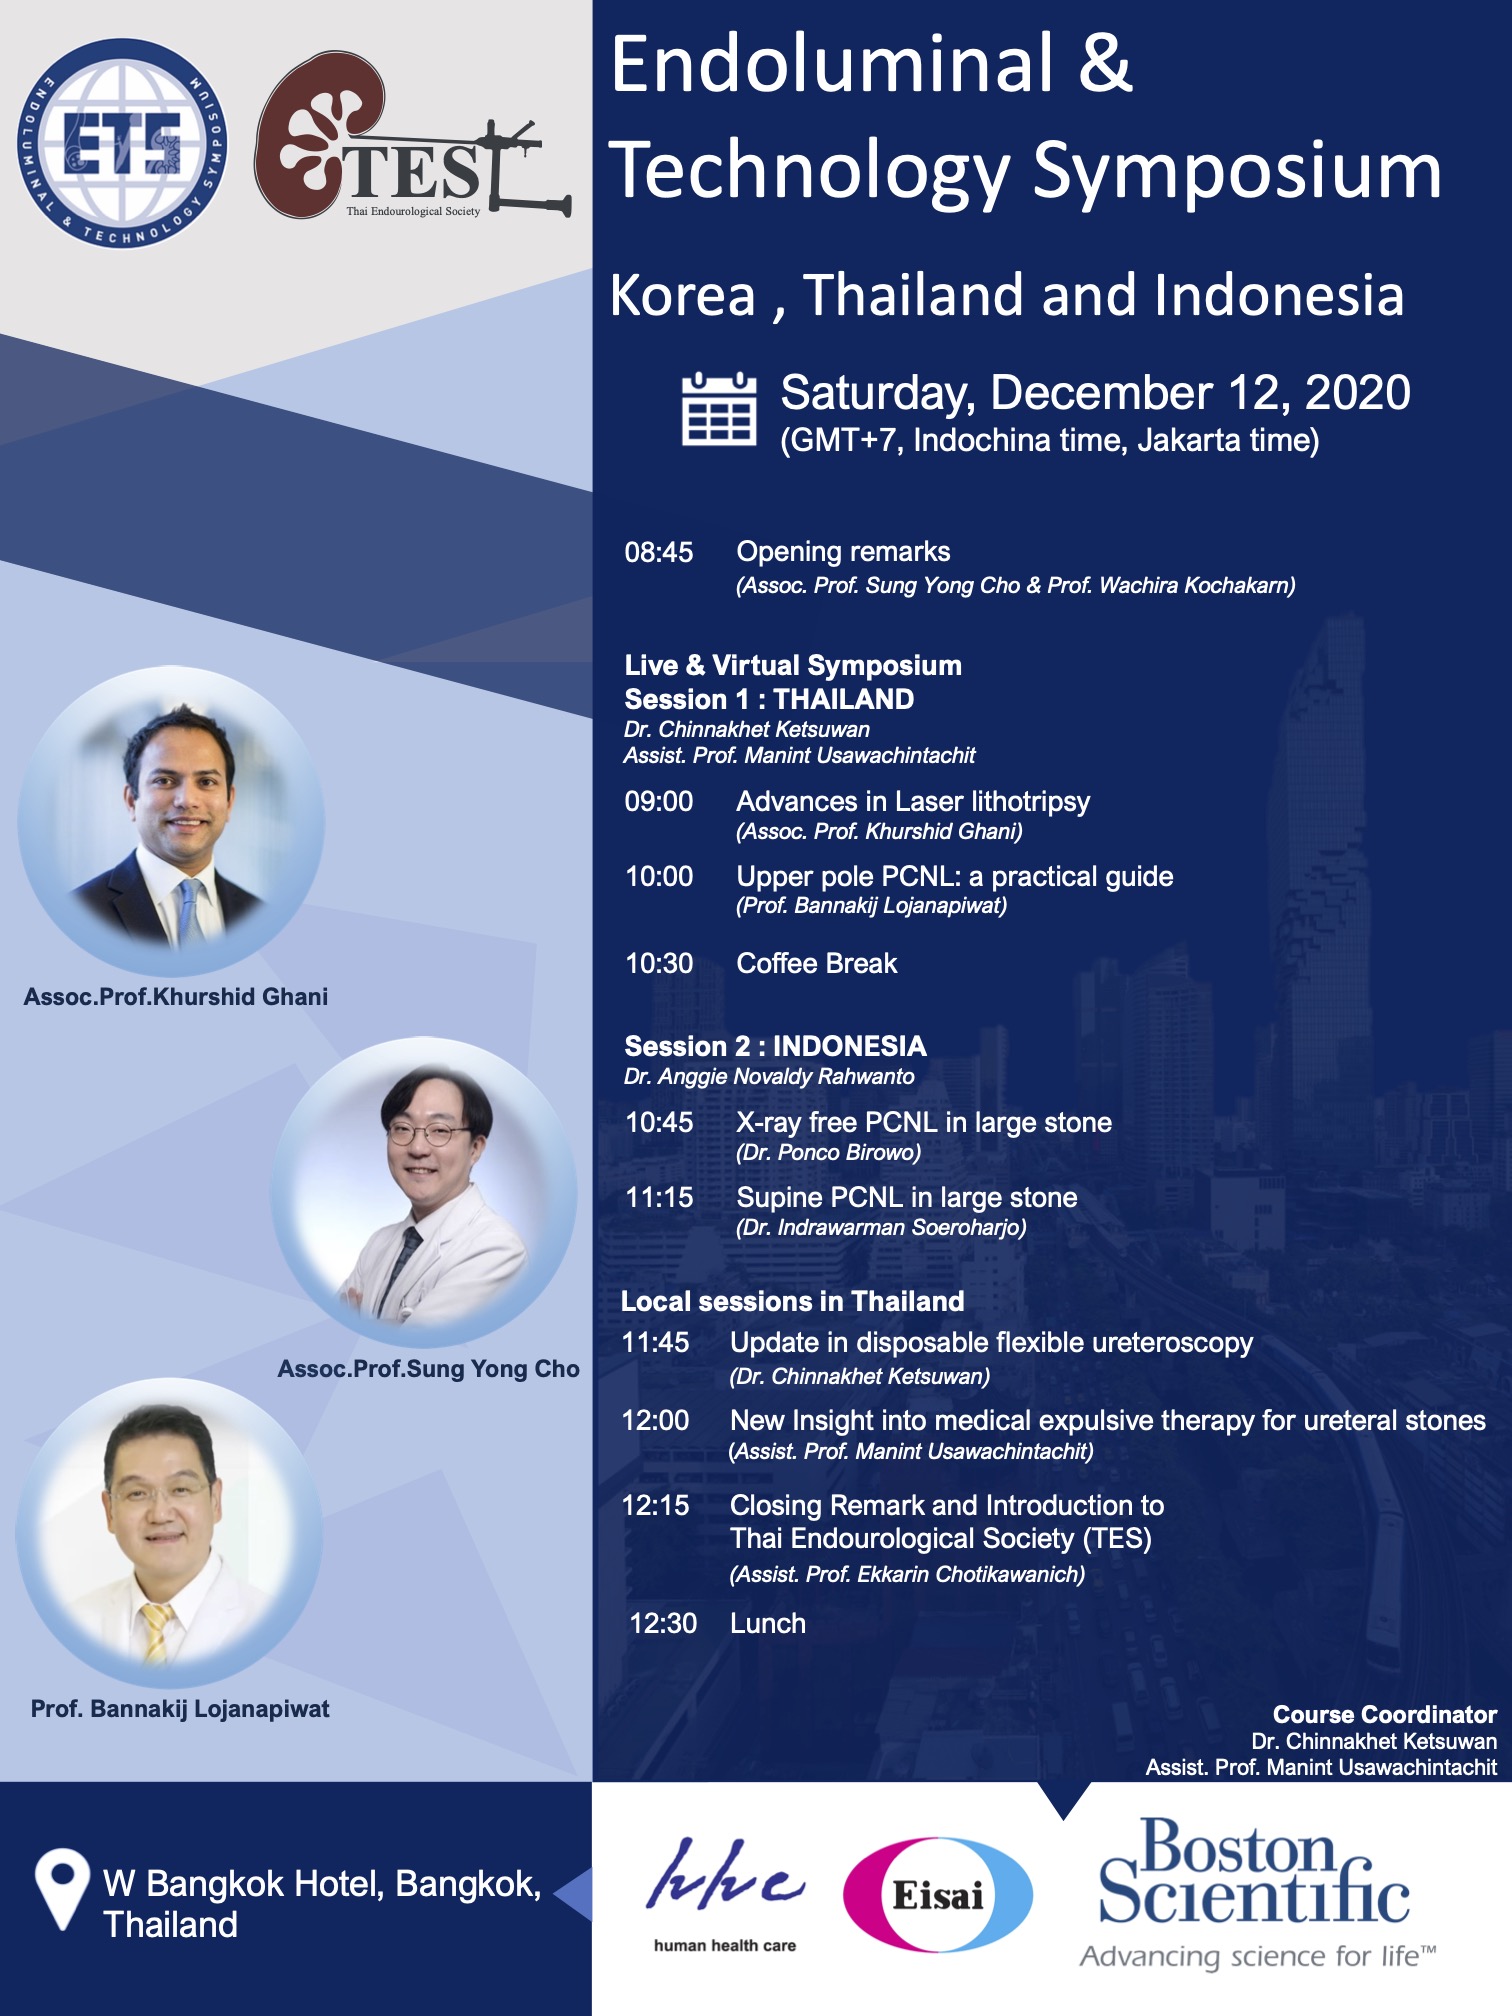 ENDOLUMINAL & TECHNOLOGY SYMPOSIUM
ETS
TES
Thai Endourological Society
Endoluminal &
Technology Symposium
Korea , Thailand and Indonesia
Saturday, December 12, 2020
(GMT+7, Indochina time, Jakarta time)
08:45 Opening remarks
(Assoc. Prof. Sung Yong Cho & Prof. Wachira Kochakarn)
Live & Virtual Symposium
Session 1 : THAILAND
Dr. Chinnakhet Ketsuwan
Assist. Prof. Manint Usawachintachit
09:00 Advances in Laser lithotripsy
(Assoc. Prof. Khurshid Ghani)
10:00 Upper pole PCNL: a practical guide
(Prof. Bannakij Lojanapiwat)
10:30 Coffee Break
Session 2 : INDONESIA
Dr. Anggie Novaldy Rahwanto
10:45 X-ray free PCNL in large stone
(Dr. Ponco Birowo)
11:15 Supine PCNL in large stone
(Dr. Indrawarman Soeroharjo)
Local sessions in Thailand
11:45 Update in disposable flexible ureteroscopy
(Dr. Chinnakhet Ketsuwan)
12:00 New Insight into medical expulsive therapy for ureteral stones
(Assist. Prof. Manint Usawachintachit)
12:15 Closing Remark and Introduction to
Thai Endourological Society (TES)
(Assist. Prof. Ekkarin Chotikawanich)
12:30 Lunch
Course Coordinator
Dr. Chinnakhet Ketsuwan
Assist. Prof. Manint Usawachintachit
Assoc.Prof.Khurshid Ghani
Assoc.Prof.Sung Yong Cho
Prof. Bannakij Lojanapiwat
W Bangkok Hotel, Bangkok,
Thailand
hhc
human health care
Eisai
Boston
Scientific
Advancing science for life™